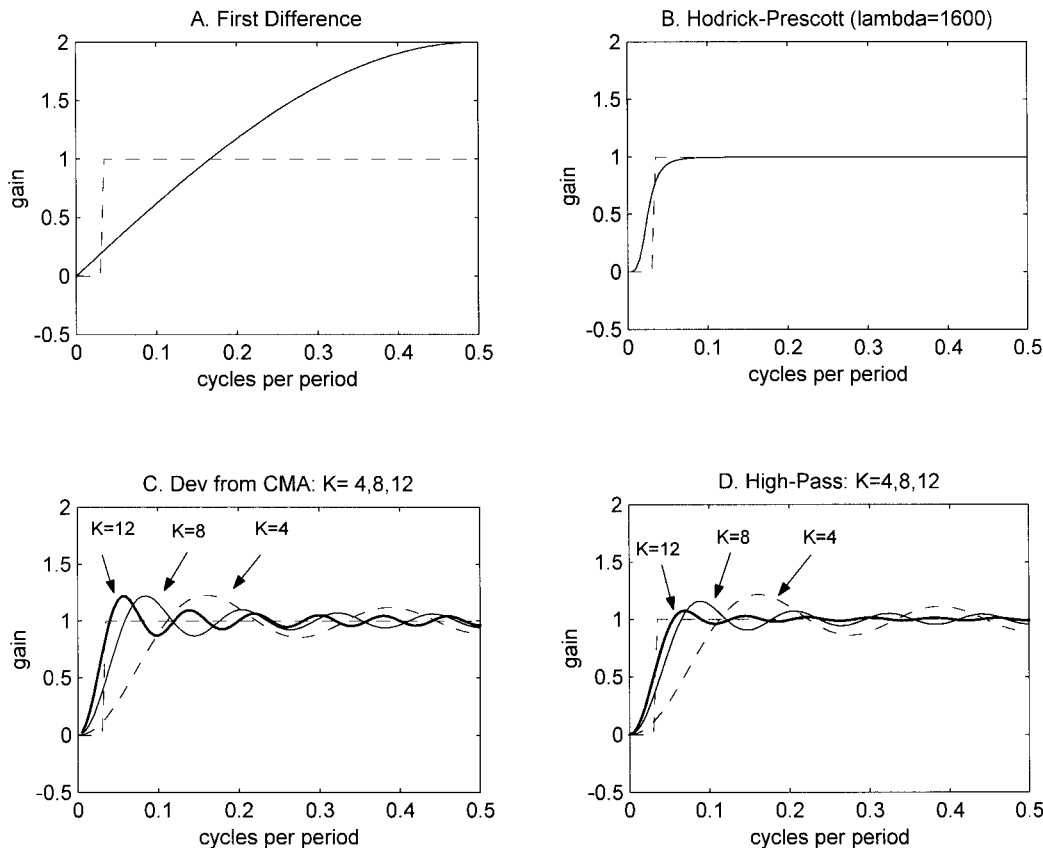 A. First Difference
2
1.5
1
0.5
0
-0.5
gain
0 0.1 0.2 0.3 0.4 0.5
cycles per period
B. Hodrick-Prescott (lambda=1600)
2
1.5
1
0.5
0
-0.5
gain
0 0.1 0.2 0.3 0.4 0.5
cycles per period
C. Dev from CMA: K= 4,8,12
2
1.5
1
0.5
0
-0.5
gain
K=12 K=8 K=4
0 0.1 0.2 0.3 0.4 0.5
cycles per period
D. High-Pass: K=4,8,12
2
1.5
1
0.5
0
-0.5
gain
K=12 K=8 K=4
0 0.1 0.2 0.3 0.4 0.5
cycles per period